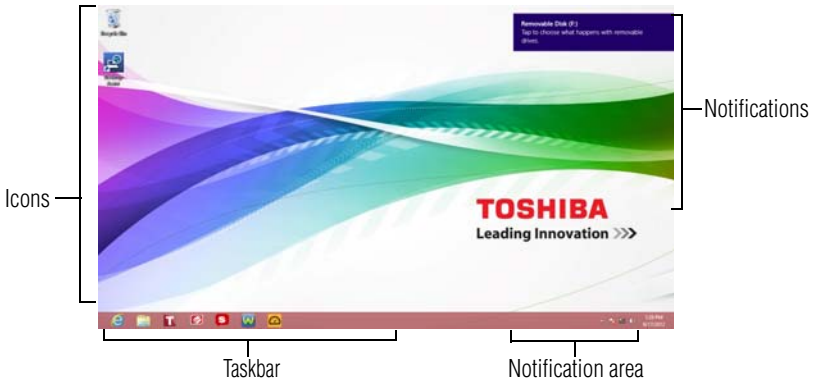 Removable Disk (F:)
Tap to choose what happens with removable
drives.
Recycle Bin
Notifications
Icons
TOSHIBA
Leading Innovation >>>
Taskbar
Notification area